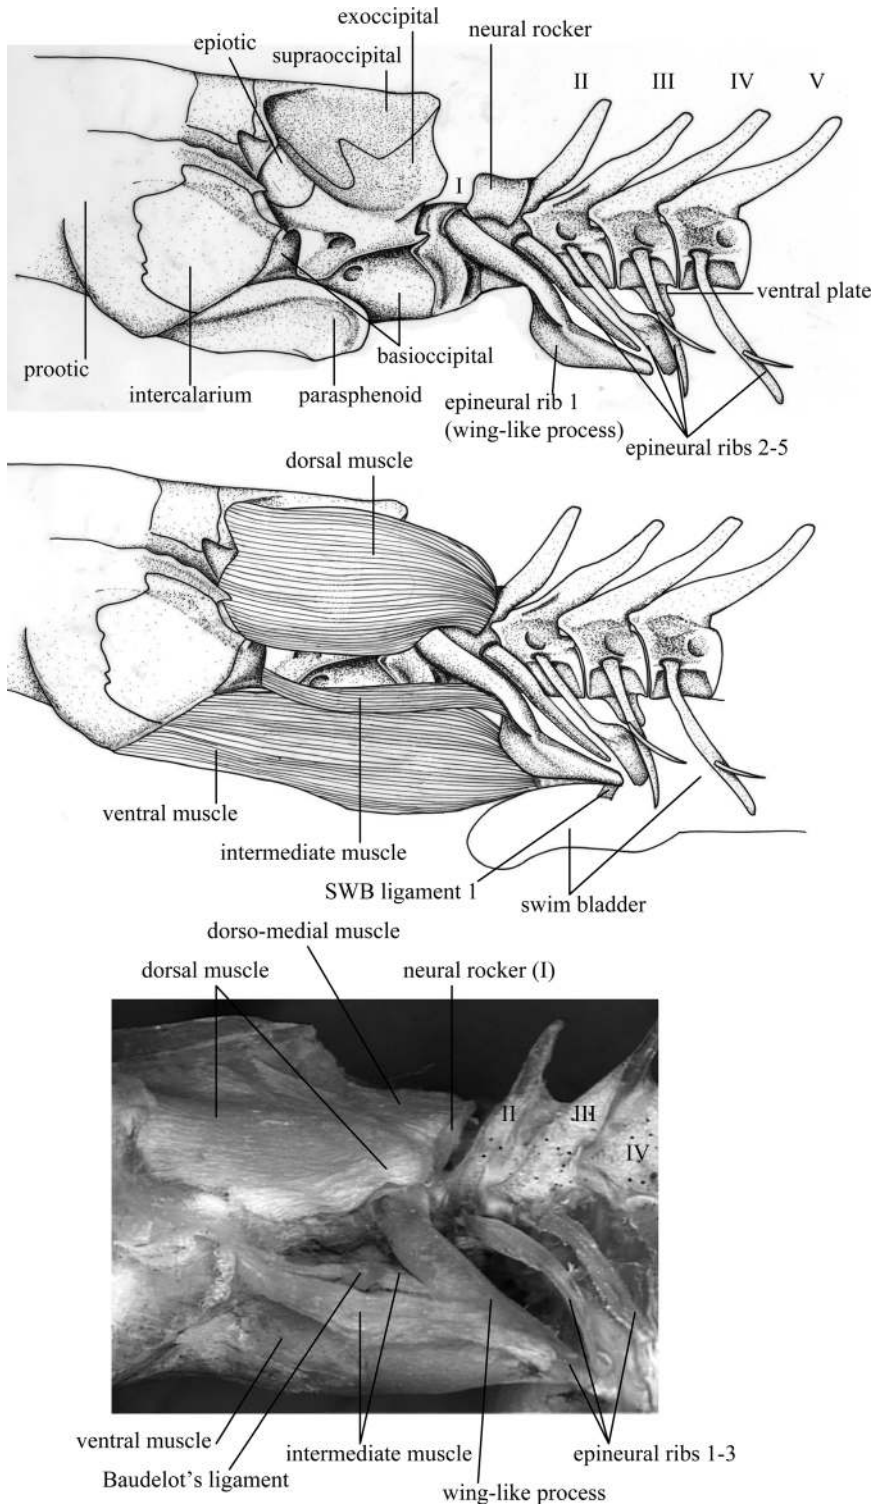 exoccipital
neural rocker
epiotic
supraoccipital
II III IV V
I
ventral plate
basioccipital
prootic
intercalarium
parasphenoid
epineural rib 1
(wing-like process)
epineural ribs 2-5
dorsal muscle
ventral muscle
intermediate muscle
SWB ligament 1
swim bladder
dorso-medial muscle
dorsal muscle
neural rocker (I)
II
III
IV
ventral muscle
intermediate muscle
epineural ribs 1-3
Baudelot's ligament
wing-like process